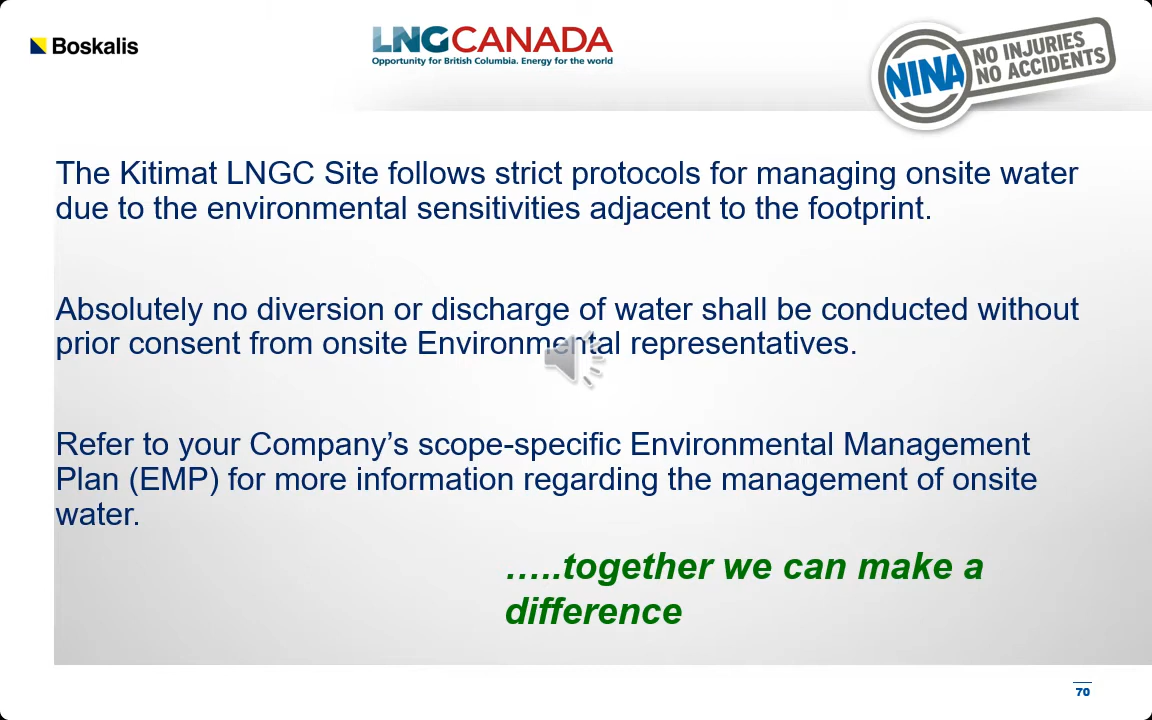 Boskalis
LNGCANADA
Opportunity for British Columbia. Energy for the world
NINA
NO INJURIES
NO ACCIDENTS
The Kitimat LNGC Site follows strict protocols for managing onsite water
due to the environmental sensitivities adjacent to the footprint.
Absolutely no diversion or discharge of water shall be conducted without
prior consent from onsite Environmental representatives.
Refer to your Company’s scope-specific Environmental Management
Plan (EMP) for more information regarding the management of onsite
water.
…..together we can make a
difference
70